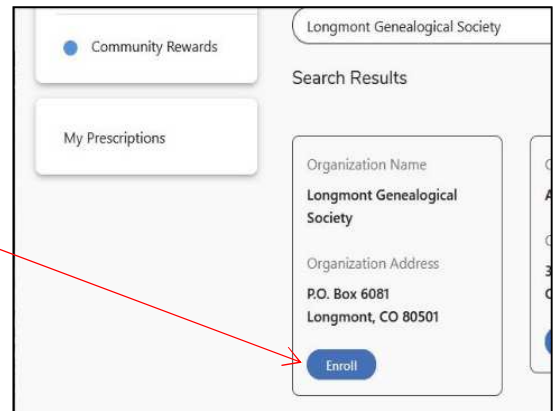 Community Rewards
My Prescriptions
Longmont Genealogical Society
Search Results
Organization Name
Longmont Genealogical
Society
Organization Address
P.O. Box 6081
Longmont, CO 80501
Enroll